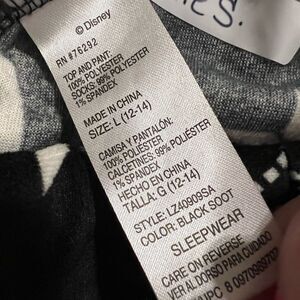 © Disney
RN #76292
TOP AND PANT:
100% POLYESTER
SOCKS: 99% POLYESTER
1% SPANDEX
MADE IN CHINA
SIZE: L (12-14)
CAMISA Y PANTALÓN:
100% POLIÉSTER
CALCETINES: 99% POLIÉSTER
1% SPANDEX
HECHO EN CHINA
TALLA: G (12-14)
STYLE: LZ40909SA
COLOR: BLACK SOOT
SLEEPWEAR
CARE ON REVERSE
VER AL DORSO PARA CUIDADO